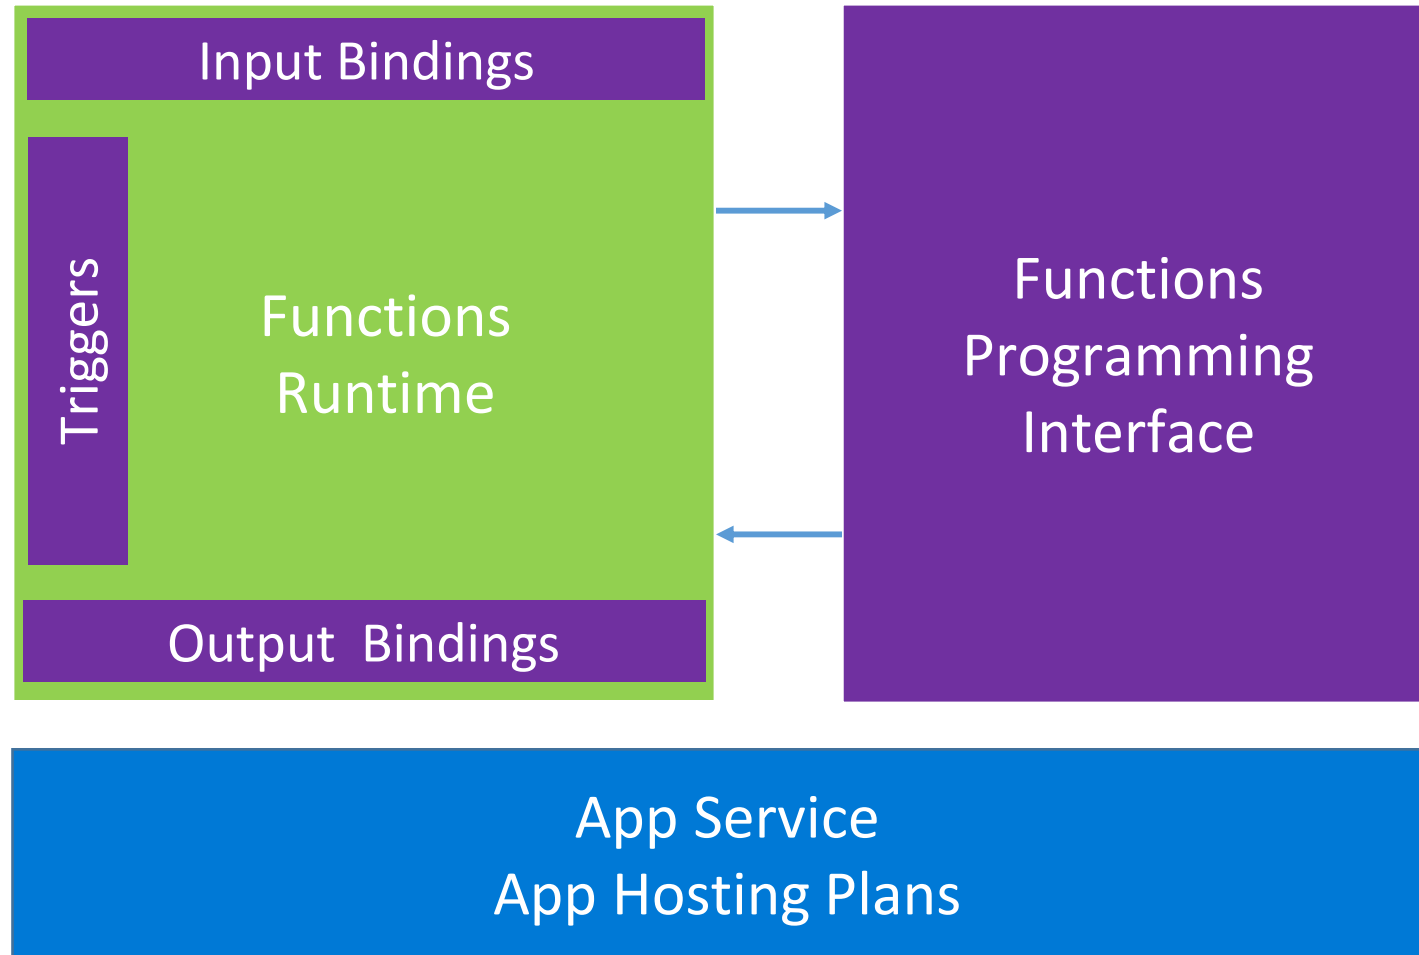 Input Bindings
Triggers
Functions
Runtime
Output  Bindings
Functions
Programming
Interface
App Service
App Hosting Plans